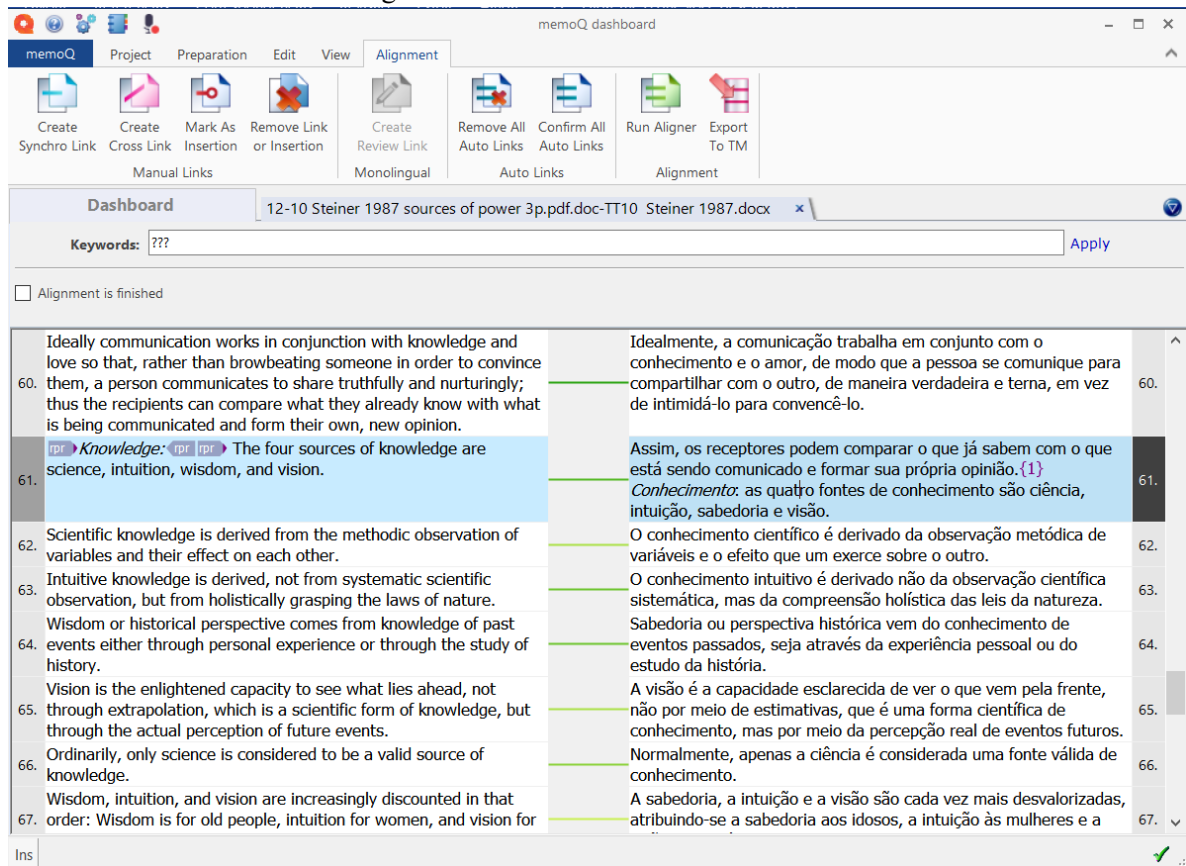 memoQ dashboard
memoQ Project Preparation Edit View Alignment
Create Synchro Link
Create Cross Link
Mark As Insertion
Remove Link or Insertion
Create Review Link
Remove All Auto Links
Confirm All Auto Links
Run Aligner
Export To TM
Manual Links
Monolingual
Auto Links
Alignment
Dashboard
12-10 Steiner 1987 sources of power 3p.pdf.doc-TT10 Steiner 1987.docx x
Keywords: ???
Apply
Alignment is finished
60.
Ideally communication works in conjunction with knowledge and
love so that, rather than browbeating someone in order to convince
them, a person communicates to share truthfully and nurturingly;
thus the recipients can compare what they already know with what
is being communicated and form their own, new opinion.
Idealmente, a comunicação trabalha em conjunto com o
conhecimento e o amor, de modo que a pessoa se comunique para
compartilhar com o outro, de maneira verdadeira e terna, em vez
de intimidá-lo para convencê-lo.
60.
61.
rpr Knowledge: rpr rpr The four sources of knowledge are
science, intuition, wisdom, and vision.
Assim, os receptores podem comparar o que já sabem com o que
está sendo comunicado e formar sua própria opinião.{1}
Conhecimento: as quatro fontes de conhecimento são ciência,
intuição, sabedoria e visão.
61.
62.
Scientific knowledge is derived from the methodic observation of
variables and their effect on each other.
O conhecimento científico é derivado da observação metódica de
variáveis e o efeito que um exerce sobre o outro.
62.
63.
Intuitive knowledge is derived, not from systematic scientific
observation, but from holistically grasping the laws of nature.
O conhecimento intuitivo é derivado não da observação científica
sistemática, mas da compreensão holística das leis da natureza.
63.
64.
Wisdom or historical perspective comes from knowledge of past
events either through personal experience or through the study of
history.
Sabedoria ou perspectiva histórica vem do conhecimento de
eventos passados, seja através da experiência pessoal ou do
estudo da história.
64.
65.
Vision is the enlightened capacity to see what lies ahead, not
through extrapolation, which is a scientific form of knowledge, but
through the actual perception of future events.
A visão é a capacidade esclarecida de ver o que vem pela frente,
não por meio de estimativas, que é uma forma científica de
conhecimento, mas por meio da percepção real de eventos futuros.
65.
66.
Ordinarily, only science is considered to be a valid source of
knowledge.
Normalmente, apenas a ciência é considerada uma fonte válida de
conhecimento.
66.
67.
Wisdom, intuition, and vision are increasingly discounted in that
order: Wisdom is for old people, intuition for women, and vision for
A sabedoria, a intuição e a visão são cada vez mais desvalorizadas,
atribuindo-se a sabedoria aos idosos, a intuição às mulheres e a
67.
Ins